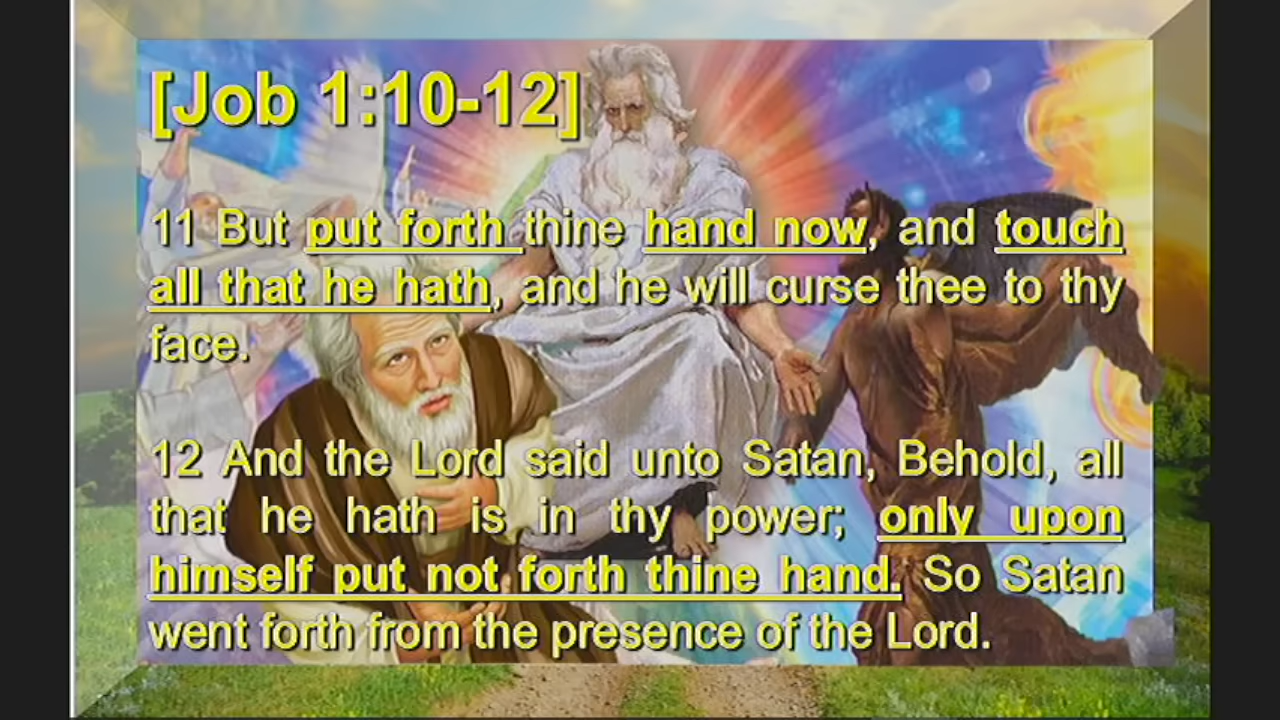 [Job 1:10-12]
11 But put forth thine hand now, and touch
all that he hath, and he will curse thee to thy
face.
12 And the Lord said unto Satan, Behold, all
that he hath is in thy power; only upon
himself put not forth thine hand. So Satan
went forth from the presence of the Lord.